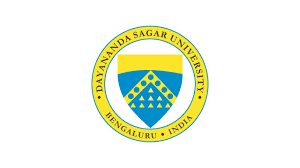 • DAYANANDA SAGAR UNIVERSITY •
BENGALURU • INDIA